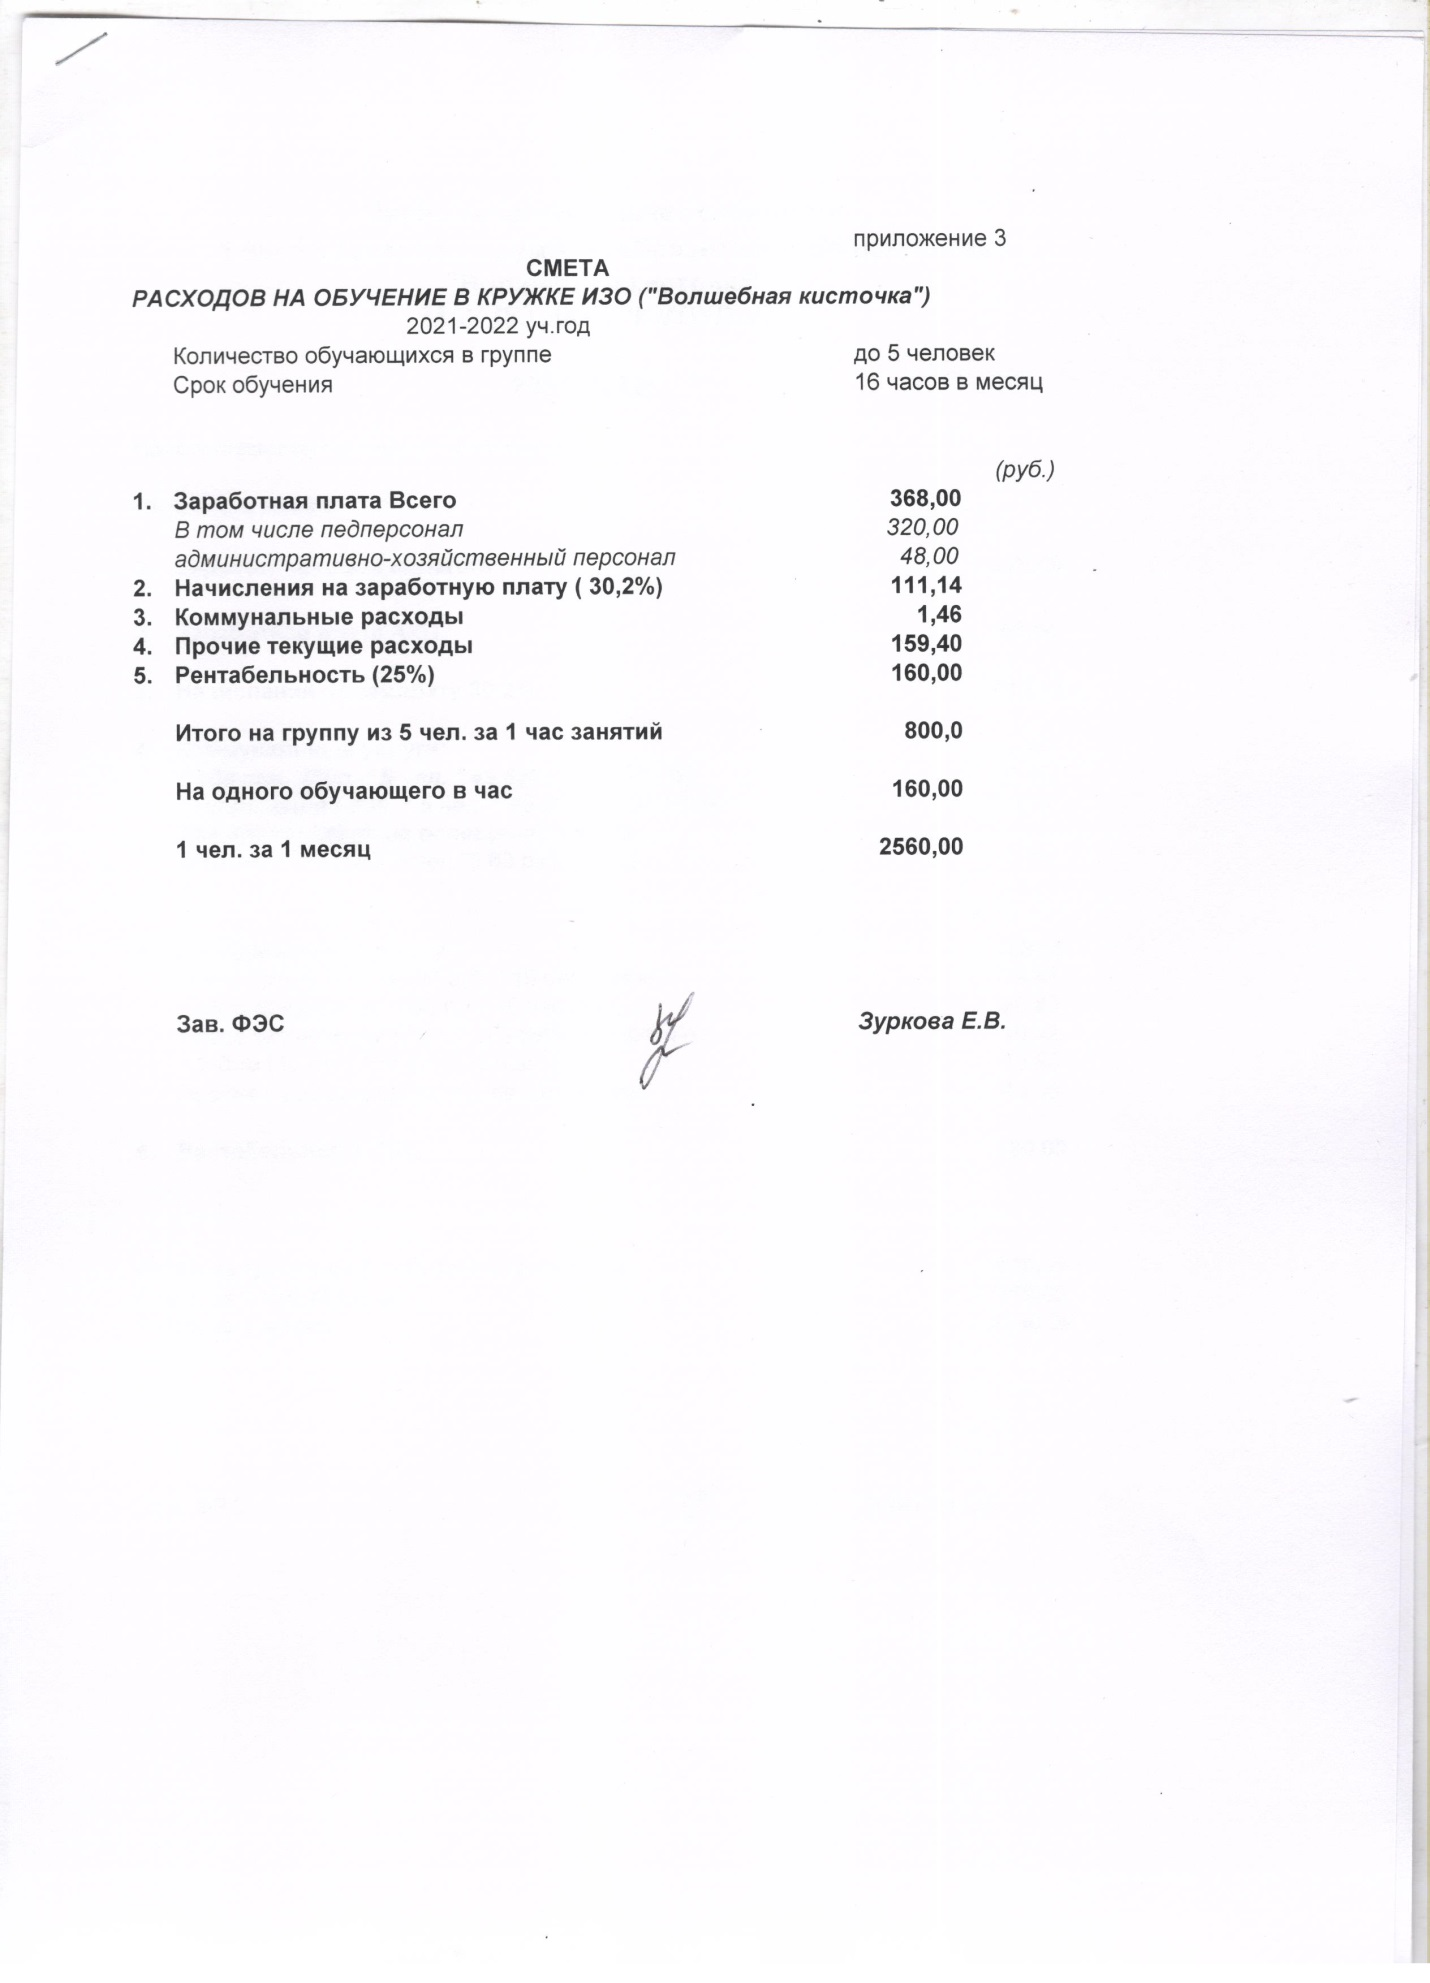 приложение 3
СМЕТА
РАСХОДОВ НА ОБУЧЕНИЕ В КРУЖКЕ ИЗО ("Волшебная кисточка")
2021-2022 уч.год
Количество обучающихся в группе до 5 человек
Срок обучения 16 часов в месяц
(руб.)
1. Заработная плата Всего 368,00
В том числе педперсонал 320,00
административно-хозяйственный персонал 48,00
2. Начисления на заработную плату ( 30,2%) 111,14
3. Коммунальные расходы 1,46
4. Прочие текущие расходы 159,40
5. Рентабельность (25%) 160,00
Итого на группу из 5 чел. за 1 час занятий 800,0
На одного обучающего в час 160,00
1 чел. за 1 месяц 2560,00
Зав. ФЭС Зуркова Е.В.